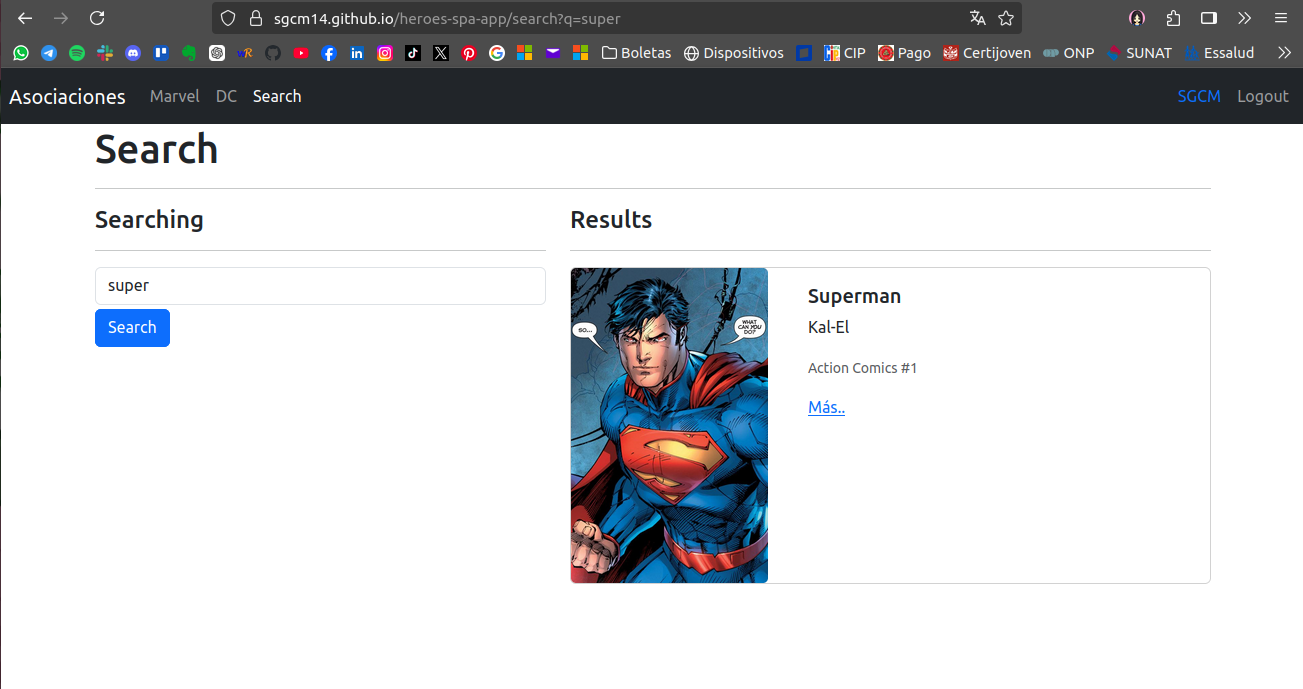 sgcm14.github.io/heroes-spa-app/search?q=super
Boletas Dispositivos CIP Pago Certijoven ONP SUNAT Essalud
Asociaciones Marvel DC Search SGCM Logout
Search
Searching
super
Search
Results
SO...
WHAT
CAN YOU
DO?
Superman
Kal-El
Action Comics #1
Más..